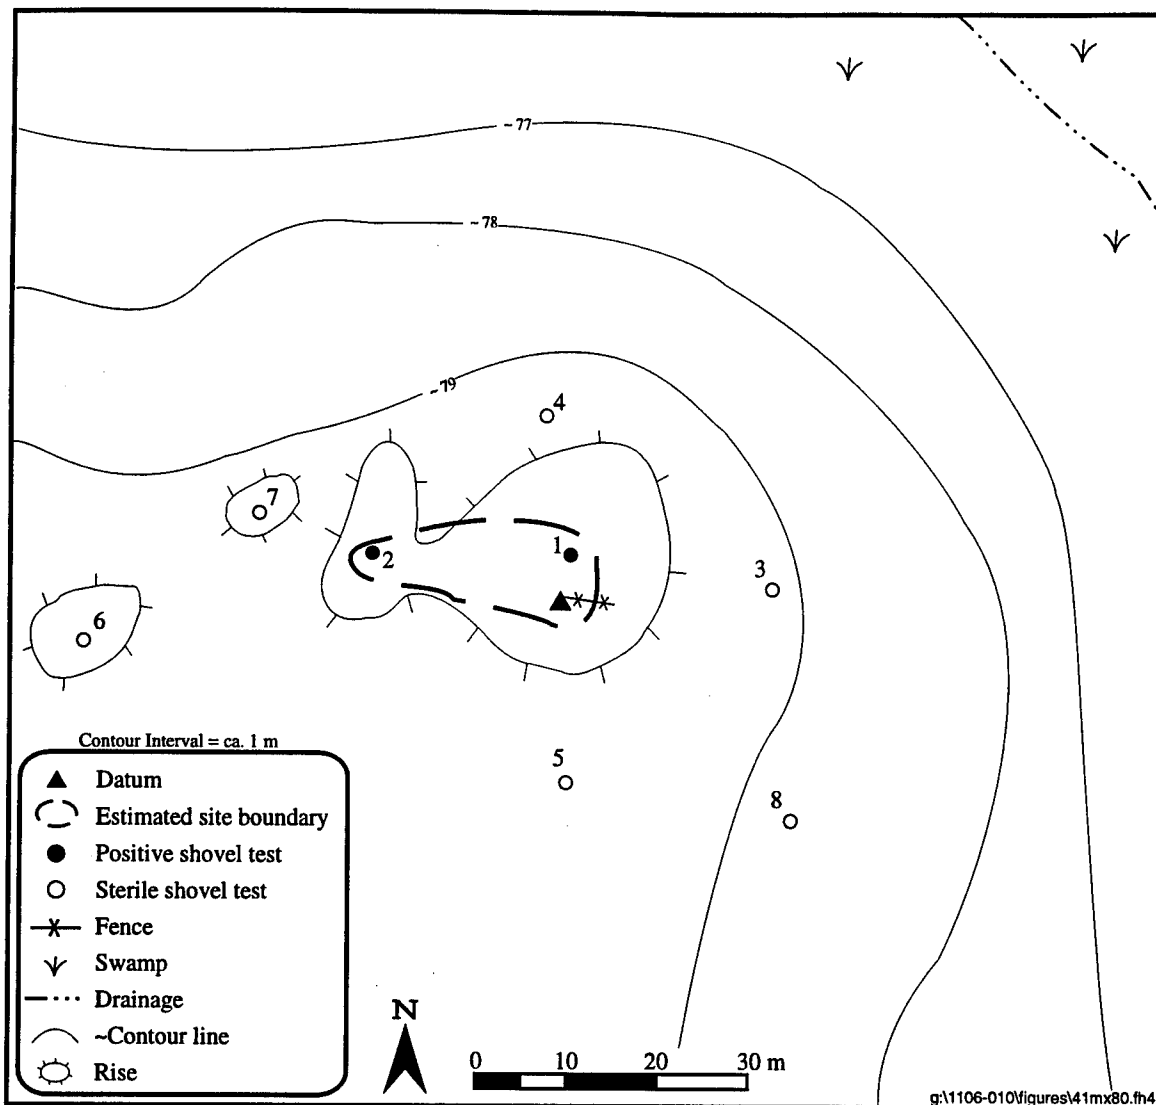 ~77
~78
~79
4
7
2
1
3
6
5
8
Contour Interval = ca. 1 m
Datum
Estimated site boundary
Positive shovel test
Sterile shovel test
Fence
Swamp
Drainage
~Contour line
Rise
N
0 10 20 30 m
g:\1106-010\figures\41mx80.fh4